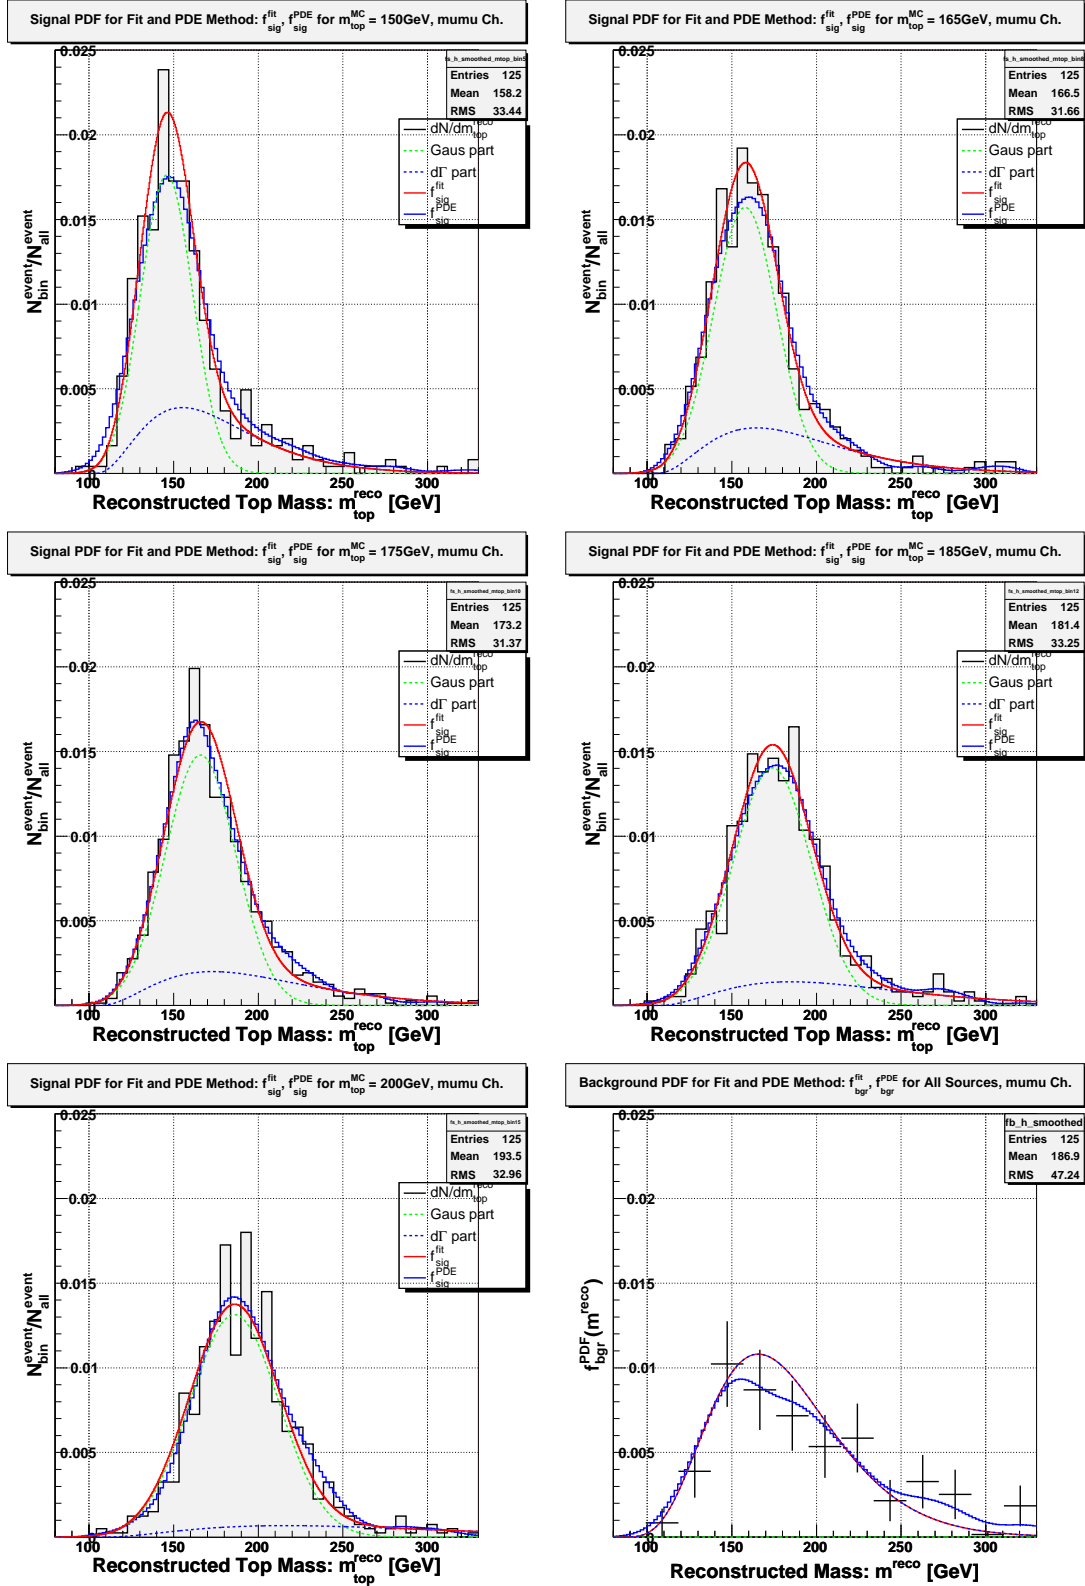 Signal PDF for Fit and PDE Method: f^fit_sig, f^PDE_sig for m^MC_top = 150GeV, mumu Ch.
fs_h_smoothed_mtop_bin5
Entries 125
Mean 158.2
RMS 33.44
dN/dm^reco_top
Gaus part
dΓ part
f^fit_sig
f^PDE_sig
N^event_bin/N^event_all
0.025
0.02
0.015
0.01
0.005
100 150 200 250 300
Reconstructed Top Mass: m^reco_top [GeV]
Signal PDF for Fit and PDE Method: f^fit_sig, f^PDE_sig for m^MC_top = 165GeV, mumu Ch.
fs_h_smoothed_mtop_bin8
Entries 125
Mean 166.5
RMS 31.66
dN/dm^reco_top
Gaus part
dΓ part
f^fit_sig
f^PDE_sig
N^event_bin/N^event_all
0.025
0.02
0.015
0.01
0.005
100 150 200 250 300
Reconstructed Top Mass: m^reco_top [GeV]
Signal PDF for Fit and PDE Method: f^fit_sig, f^PDE_sig for m^MC_top = 175GeV, mumu Ch.
fs_h_smoothed_mtop_bin10
Entries 125
Mean 173.2
RMS 31.37
dN/dm^reco_top
Gaus part
dΓ part
f^fit_sig
f^PDE_sig
N^event_bin/N^event_all
0.025
0.02
0.015
0.01
0.005
100 150 200 250 300
Reconstructed Top Mass: m^reco_top [GeV]
Signal PDF for Fit and PDE Method: f^fit_sig, f^PDE_sig for m^MC_top = 185GeV, mumu Ch.
fs_h_smoothed_mtop_bin12
Entries 125
Mean 181.4
RMS 33.25
dN/dm^reco_top
Gaus part
dΓ part
f^fit_sig
f^PDE_sig
N^event_bin/N^event_all
0.025
0.02
0.015
0.01
0.005
100 150 200 250 300
Reconstructed Top Mass: m^reco_top [GeV]
Signal PDF for Fit and PDE Method: f^fit_sig, f^PDE_sig for m^MC_top = 200GeV, mumu Ch.
fs_h_smoothed_mtop_bin15
Entries 125
Mean 193.5
RMS 32.96
dN/dm^reco_top
Gaus part
dΓ part
f^fit_sig
f^PDE_sig
N^event_bin/N^event_all
0.025
0.02
0.015
0.01
0.005
100 150 200 250 300
Reconstructed Top Mass: m^reco_top [GeV]
Background PDF for Fit and PDE Method: f^fit_bgr, f^PDE_bgr for All Sources, mumu Ch.
fb_h_smoothed
Entries 125
Mean 186.9
RMS 47.24
f^PDF_bgr(m^reco)
0.025
0.02
0.015
0.01
0.005
100 150 200 250 300
Reconstructed Mass: m^reco [GeV]